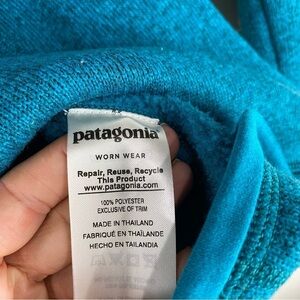 patagonia
WORN WEAR
Repair, Reuse, Recycle
This Product
www.patagonia.com
100% POLYESTER
EXCLUSIVE OF TRIM
MADE IN THAILAND
FABRIQUÉ EN THAÏLANDE
HECHO EN TAILANDIA